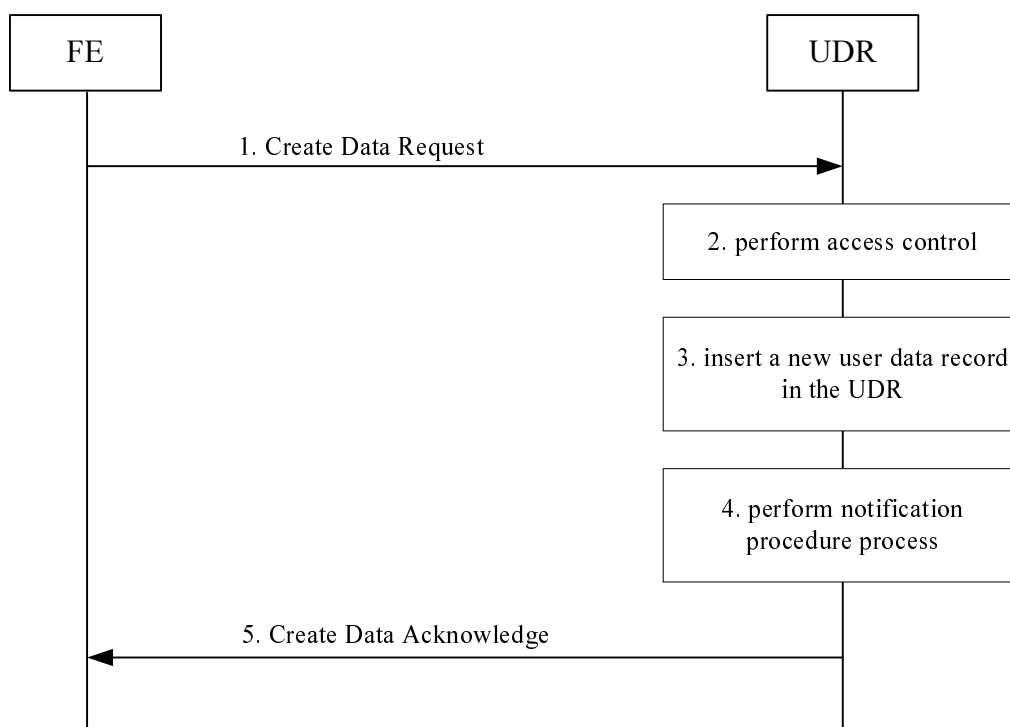 FE
UDR
1. Create Data Request
2. perform access control
3. insert a new user data record
in the UDR
4. perform notification
procedure process
5. Create Data Acknowledge